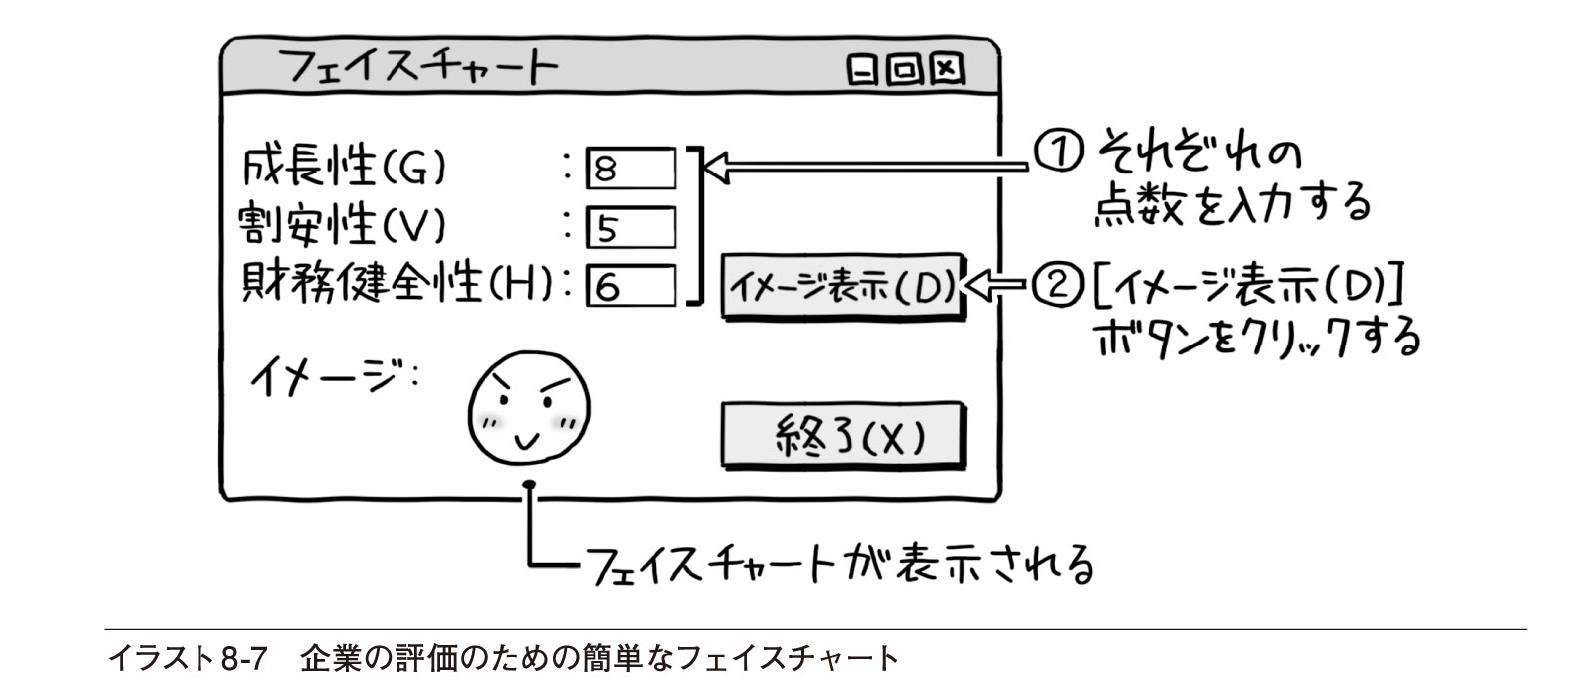 フェイスチャート
成長性(G) : 8
割安性(V) : 5
財務健全性(H) : 6
① それぞれの
点数を入力する
イメージ表示(D)
② [イメージ表示(D)]
ボタンをクリックする
イメージ:
終了(X)
フェイスチャートが表示される
イラスト8-7 企業の評価のための簡単なフェイスチャート